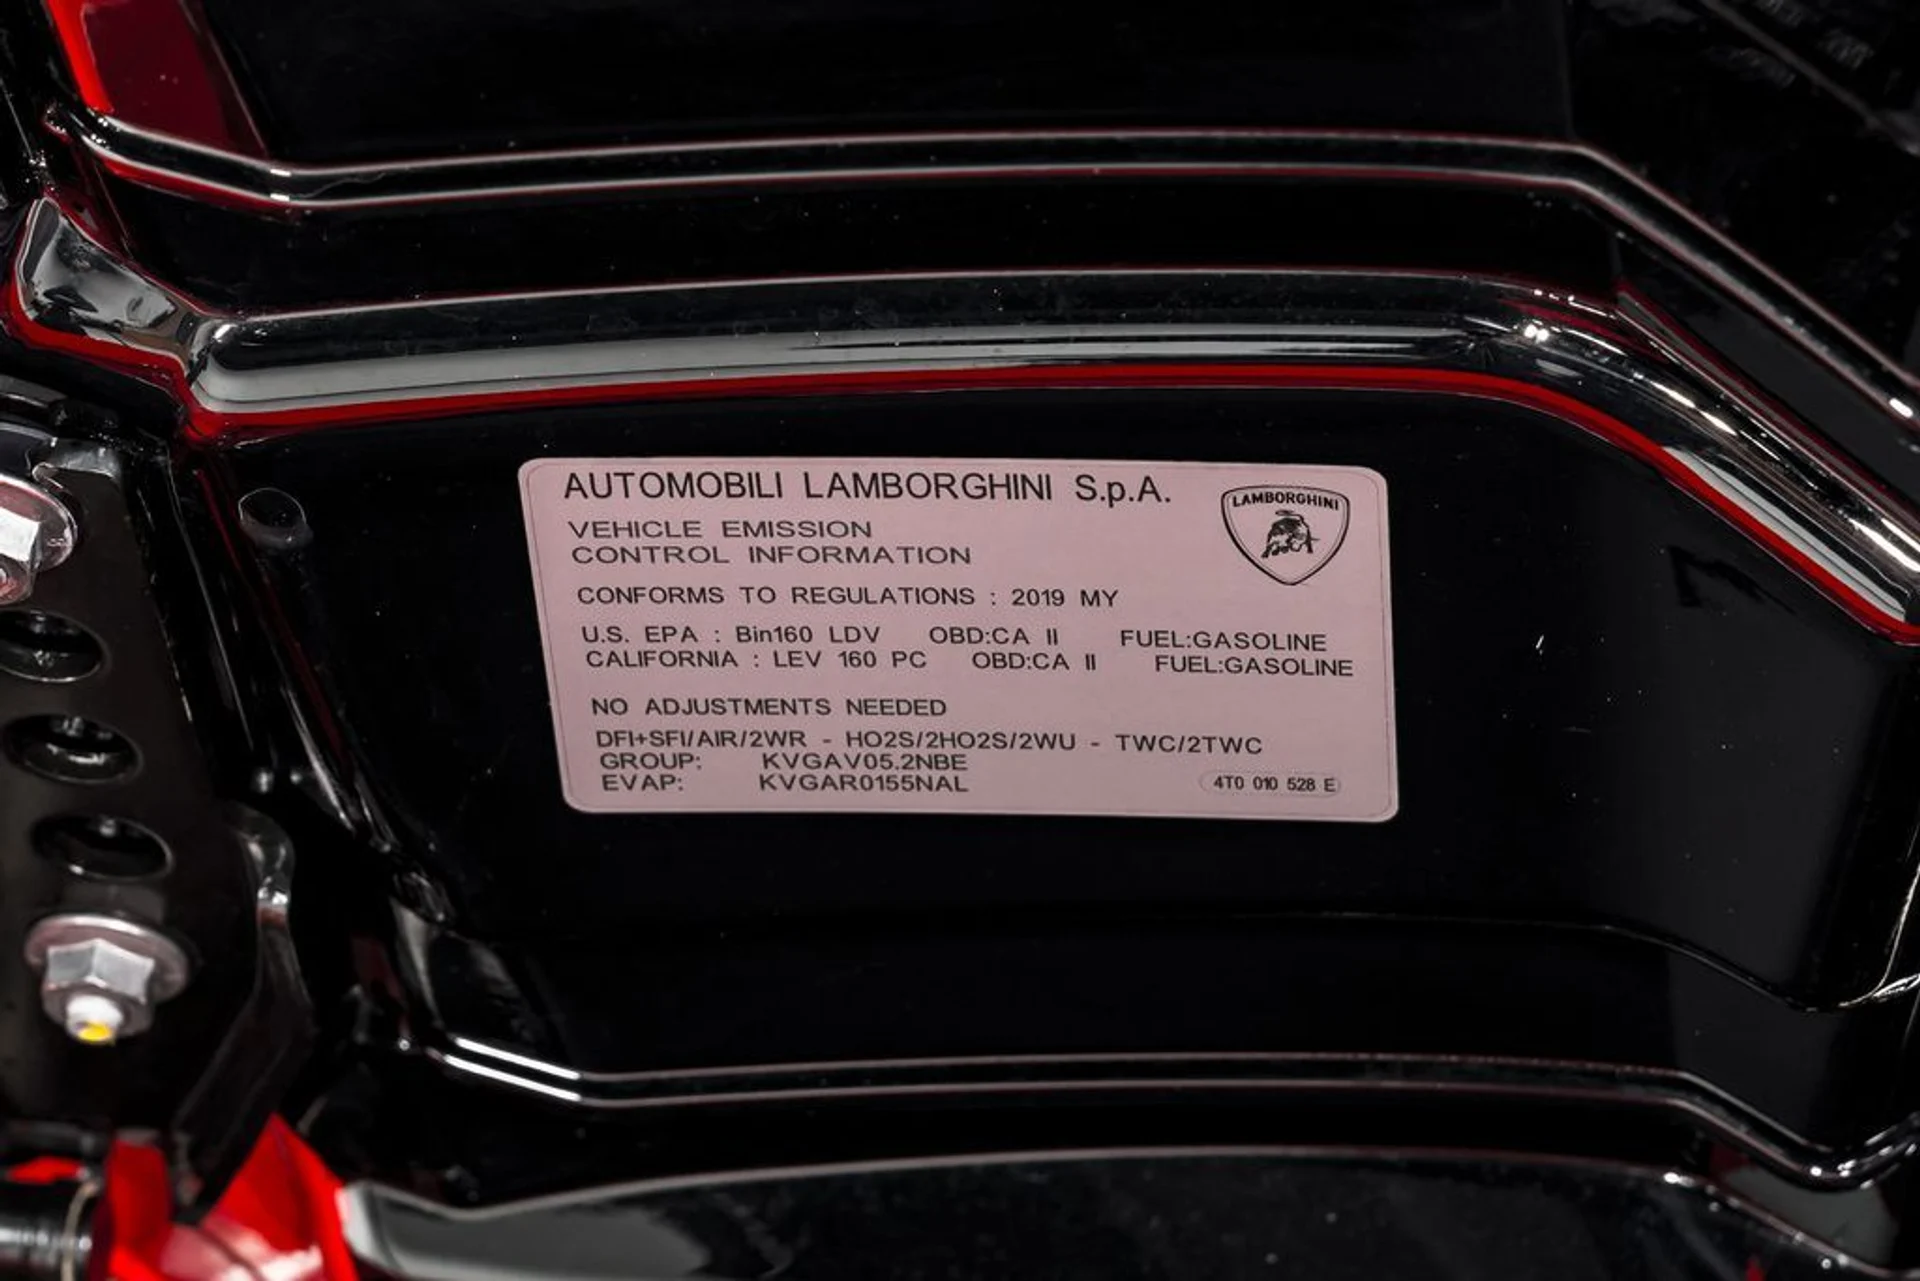 AUTOMOBILI LAMBORGHINI S.p.A.
LAMBORGHINI
VEHICLE EMISSION
CONTROL INFORMATION
CONFORMS TO REGULATIONS : 2019 MY
U.S. EPA : Bin160 LDV OBD:CA II FUEL:GASOLINE
CALIFORNIA : LEV 160 PC OBD:CA II FUEL:GASOLINE
NO ADJUSTMENTS NEEDED
DFI+SFI/AIR/2WR - HO2S/2HO2S/2WU - TWC/2TWC
GROUP: KVGAV05.2NBE
EVAP: KVGAR0155NAL
4T0 010 528 E